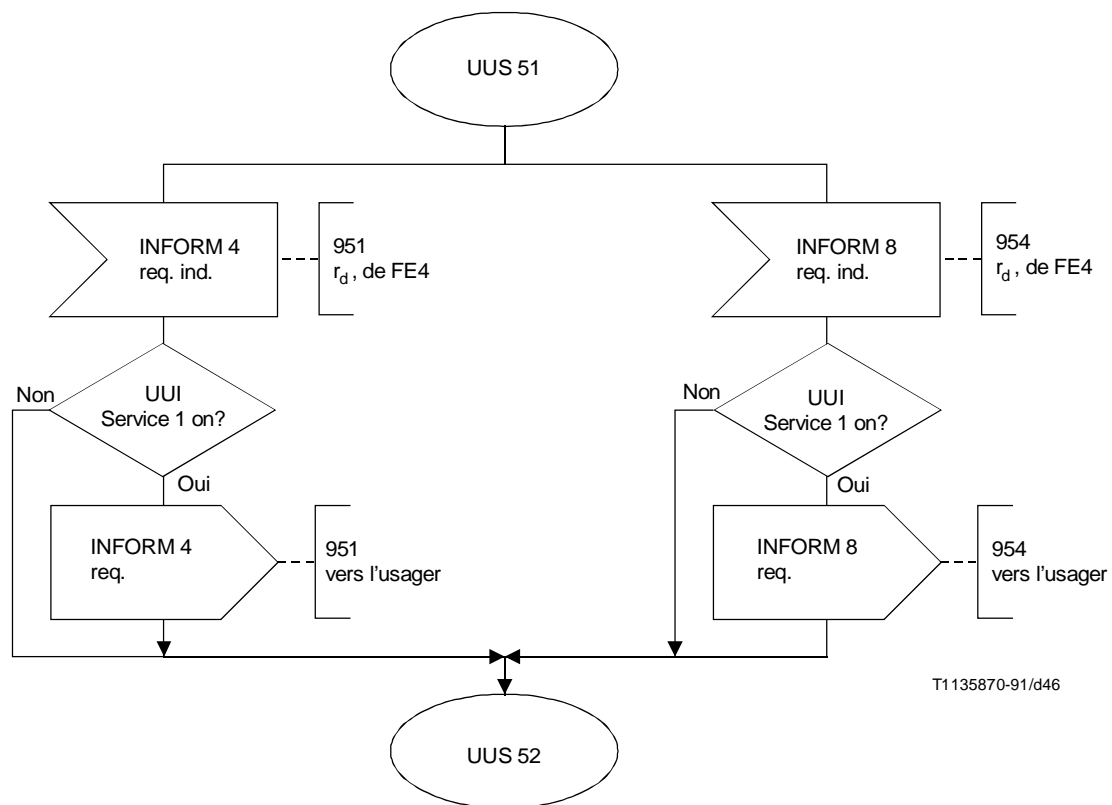 UUS 51
INFORM 4
req. ind.
951
r_d , de FE4
INFORM 8
req. ind.
954
r_d , de FE4
Non
UUI
Service 1 on?
Oui
Non
UUI
Service 1 on?
Oui
INFORM 4
req.
951
vers l'usager
INFORM 8
req.
954
vers l'usager
T1135870-91/d46
UUS 52